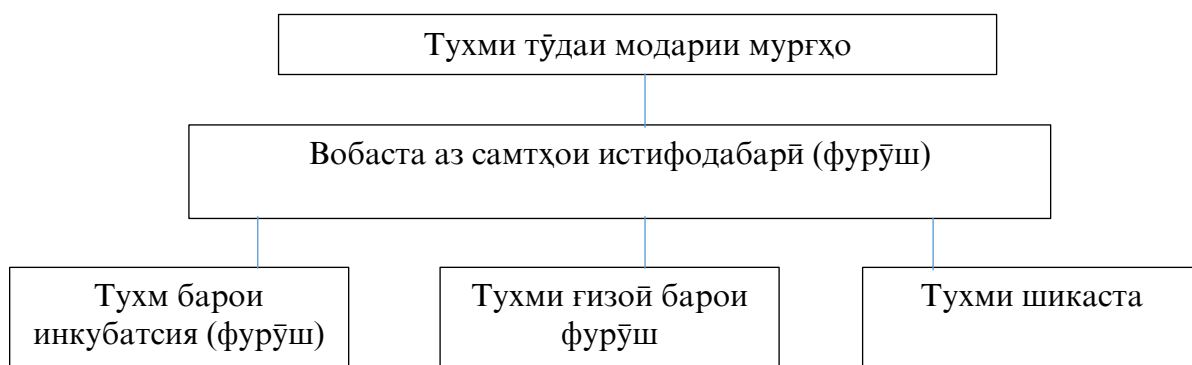 Тухми тӯдаи модарии мурғҳо
Вобаста аз самтҳои истифодабарӣ (фурӯш)
Тухм барои
инкубатсия (фурӯш)
Тухми ғизоӣ барои
фурӯш
Тухми шикаста